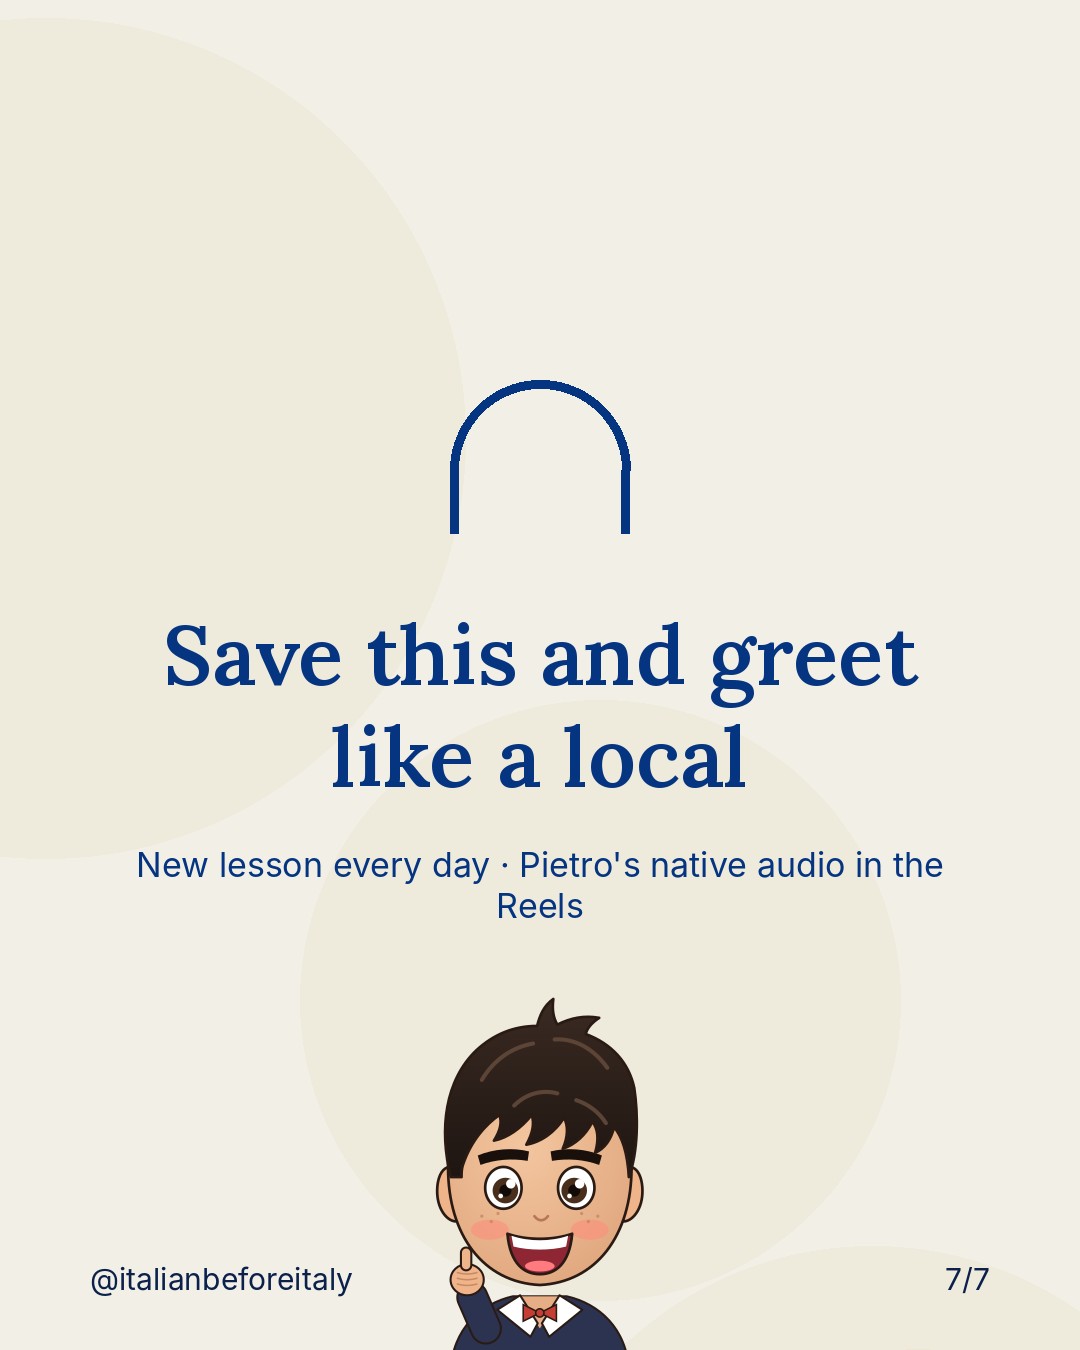 Save this and greet
like a local
New lesson every day · Pietro's native audio in the
Reels
@italianbeforeitaly
7/7